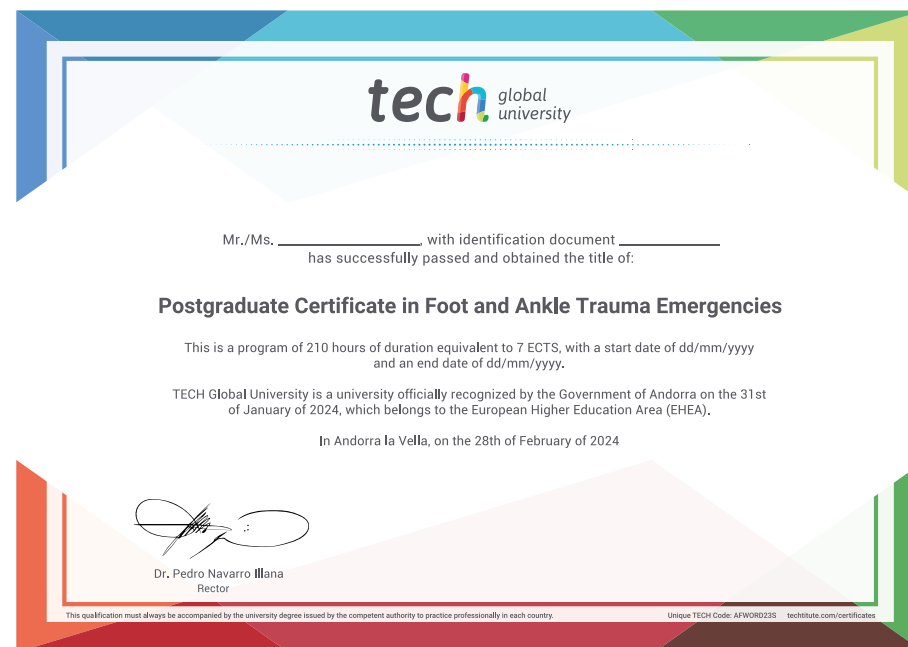 tech global university
Mr./Ms. ____________, with identification document ____________
has successfully passed and obtained the title of:
Postgraduate Certificate in Foot and Ankle Trauma Emergencies
This is a program of 210 hours of duration equivalent to 7 ECTS, with a start date of dd/mm/yyyy
and an end date of dd/mm/yyyy.
TECH Global University is a university officially recognized by the Government of Andorra on the 31st
of January of 2024, which belongs to the European Higher Education Area (EHEA).
In Andorra la Vella, on the 28th of February of 2024
Dr. Pedro Navarro Illana
Rector
This qualification must always be accompanied by the university degree issued by the competent authority to practice professionally in each country.
Unique TECH Code: AFWORD23S techtitute.com/certificates